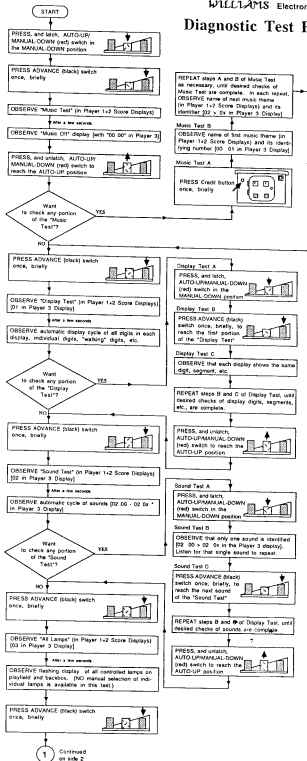 WILLIAMS Electron
Diagnostic Test F
START
PRESS, and latch, AUTO-UP/
MANUAL-DOWN (red) switch in
the MANUAL-DOWN position
PRESS ADVANCE (black) switch
once, briefly
OBSERVE "Music Test" (in Player 1+2 Score Displays)
After a few seconds
OBSERVE "Music Off" display [with "00 00" in Player 3]
PRESS, and unlatch, AUTO-UP/
MANUAL-DOWN (red) switch to
reach the AUTO-UP position
Want
to check any portion
of the "Music
Test"?
YES
NO
PRESS ADVANCE (black) switch
once, briefly
OBSERVE "Display Test" (in Player 1+2 Score Displays)
[01 in Player 3 Display]
After a few seconds
OBSERVE automatic display cycle of all digits in each
display, individual digits, "walking" digits, etc.
Want
to check any portion
of the "Display
Test"?
YES
NO
PRESS ADVANCE (black) switch
once, briefly
OBSERVE "Sound Test" (in Player 1+2 Score Displays)
[02 in Player 3 Display]
After a few seconds
OBSERVE automatic cycle of sounds [02 00 - 02 0x *
in Player 3 Display]
Want
to check any portion
of the "Sound
Test"?
YES
NO
PRESS ADVANCE (black) switch
once, briefly
OBSERVE "All Lamps" (in Player 1+2 Score Displays)
[03 in Player 3 Display]
After a few seconds
OBSERVE flashing display of all controlled lamps on
playfield and backbox. (NO manual selection of indi-
vidual lamps is available in this test.)
PRESS ADVANCE (black) switch
once, briefly
1
Continued
on side 2
REPEAT steps A and B of Music Test
as necessary, until desired checks of
Music Test are complete. In each repeat,
OBSERVE name of next music theme
(in Player 1+2 Score Displays) and its
identifier [02 > 0x in Player 3 Display]
Music Test B
OBSERVE name of first music theme (in
Player 1+2 Score Displays) and its identi-
fying number [00 01 in Player 3 Display]
Music Test A
PRESS Credit button
once, briefly
Display Test A
PRESS, and latch,
AUTO-UP/MANUAL-DOWN
(red) switch in the
MANUAL-DOWN position
Display Test B
PRESS ADVANCE (black)
switch once, briefly, to
reach the first portion
of the "Display Test"
Display Test C
OBSERVE that each display shows the same
digit, segment, etc.
REPEAT steps B and C of Display Test, until
desired checks of display digits, segments,
etc., are complete.
PRESS, and unlatch,
AUTO-UP/MANUAL-DOWN
(red) switch to reach the
AUTO-UP position
Sound Test A
PRESS, and latch,
AUTO-UP/MANUAL-DOWN
(red) switch in the
MANUAL-DOWN position
Sound Test B
OBSERVE that only one sound is identified
[02 00 > 02 0x in the Player 3 display].
Listen for that single sound to repeat.
Sound Test C
PRESS ADVANCE (black)
switch once, briefly, to
reach the next sound
of the "Sound Test"
REPEAT steps B and of Display Test, until
desired checks of sounds are complete
PRESS, and unlatch,
AUTO-UP/MANUAL-DOWN
(red) switch to reach the
AUTO-UP position